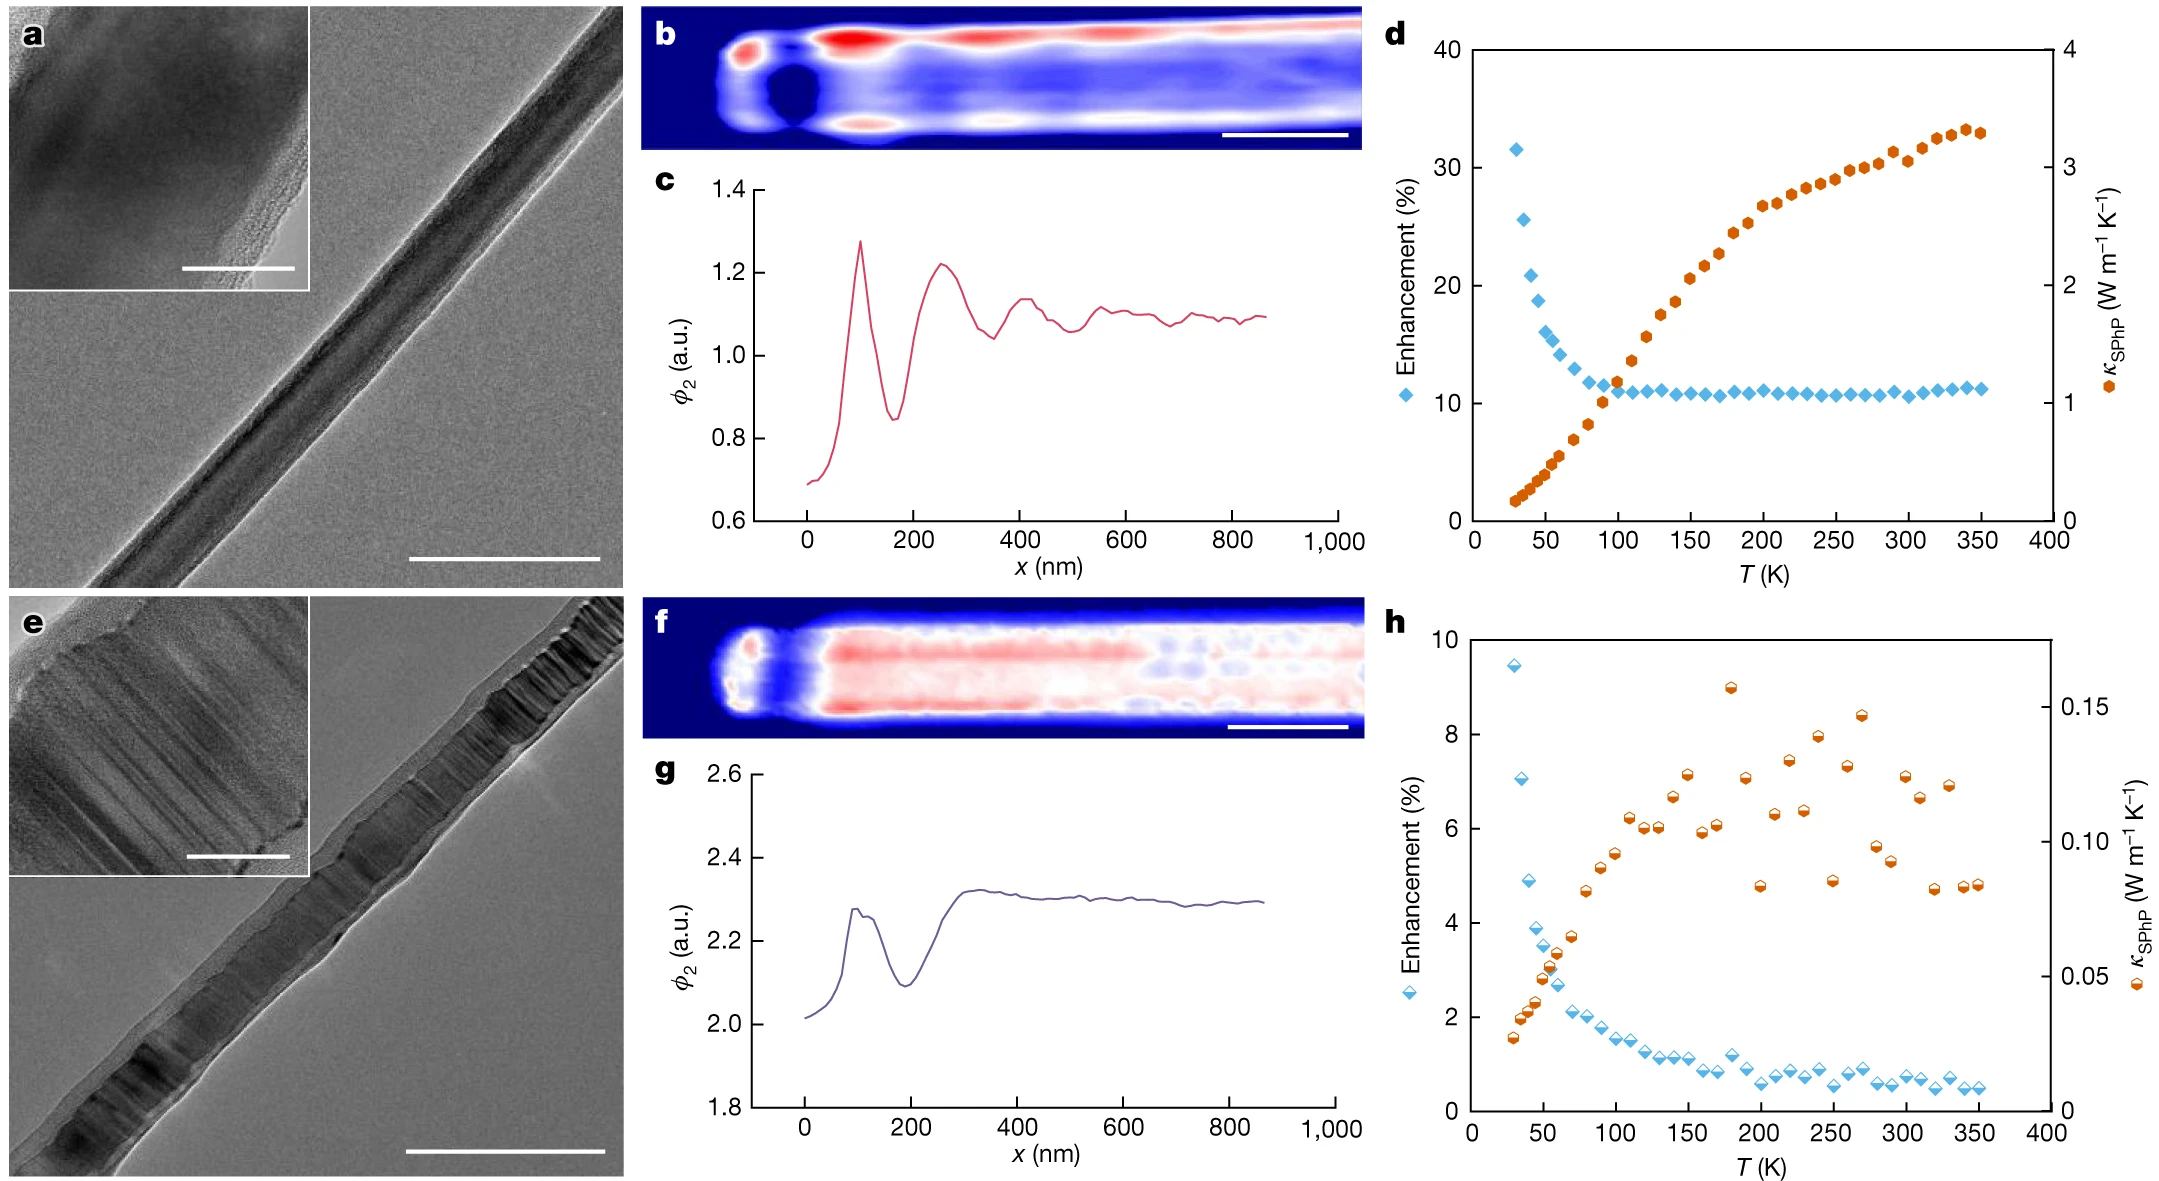 a
b
c
1.4
1.2
1.0
0.8
0.6
ϕ2 (a.u.)
0 200 400 600 800 1,000
x (nm)
d
40
30
20
10
0
Enhancement (%)
4
3
2
1
0
κSPhP (W m−1 K−1)
0 50 100 150 200 250 300 350 400
T (K)
e
f
g
2.6
2.4
2.2
2.0
1.8
ϕ2 (a.u.)
0 200 400 600 800 1,000
x (nm)
h
10
8
6
4
2
0
Enhancement (%)
0.15
0.10
0.05
0
κSPhP (W m−1 K−1)
0 50 100 150 200 250 300 350 400
T (K)